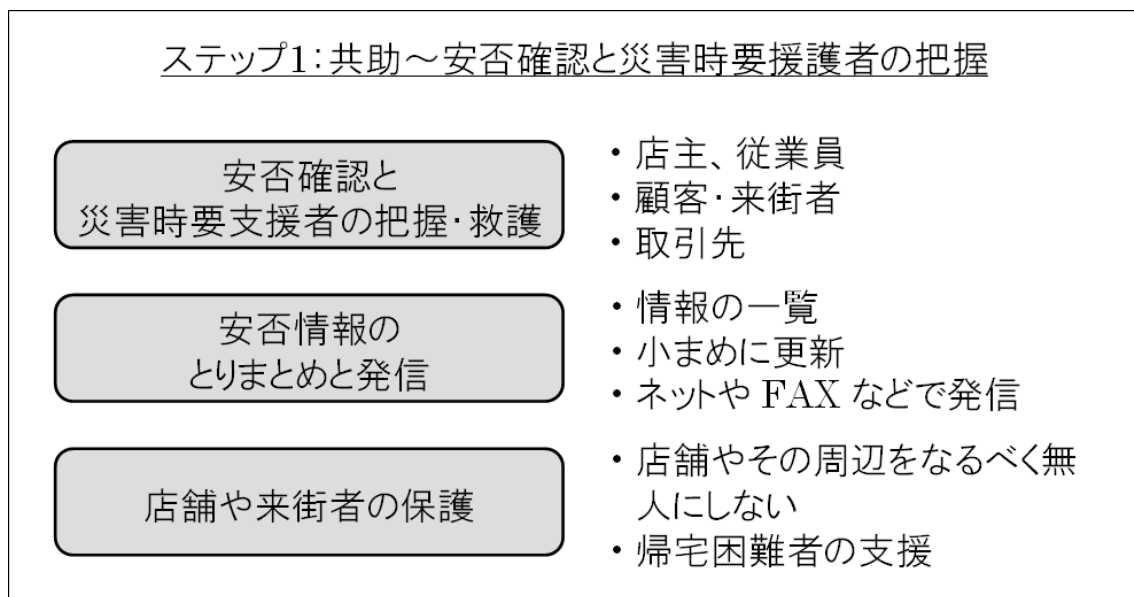 ステップ1:共助～安否確認と災害時要援護者の把握
安否確認と
災害時要支援者の把握・救護
・店主、従業員
・顧客・来街者
・取引先
安否情報の
とりまとめと発信
・情報の一覧
・小まめに更新
・ネットや FAX などで発信
店舗や来街者の保護
・店舗やその周辺をなるべく無
人にしない
・帰宅困難者の支援